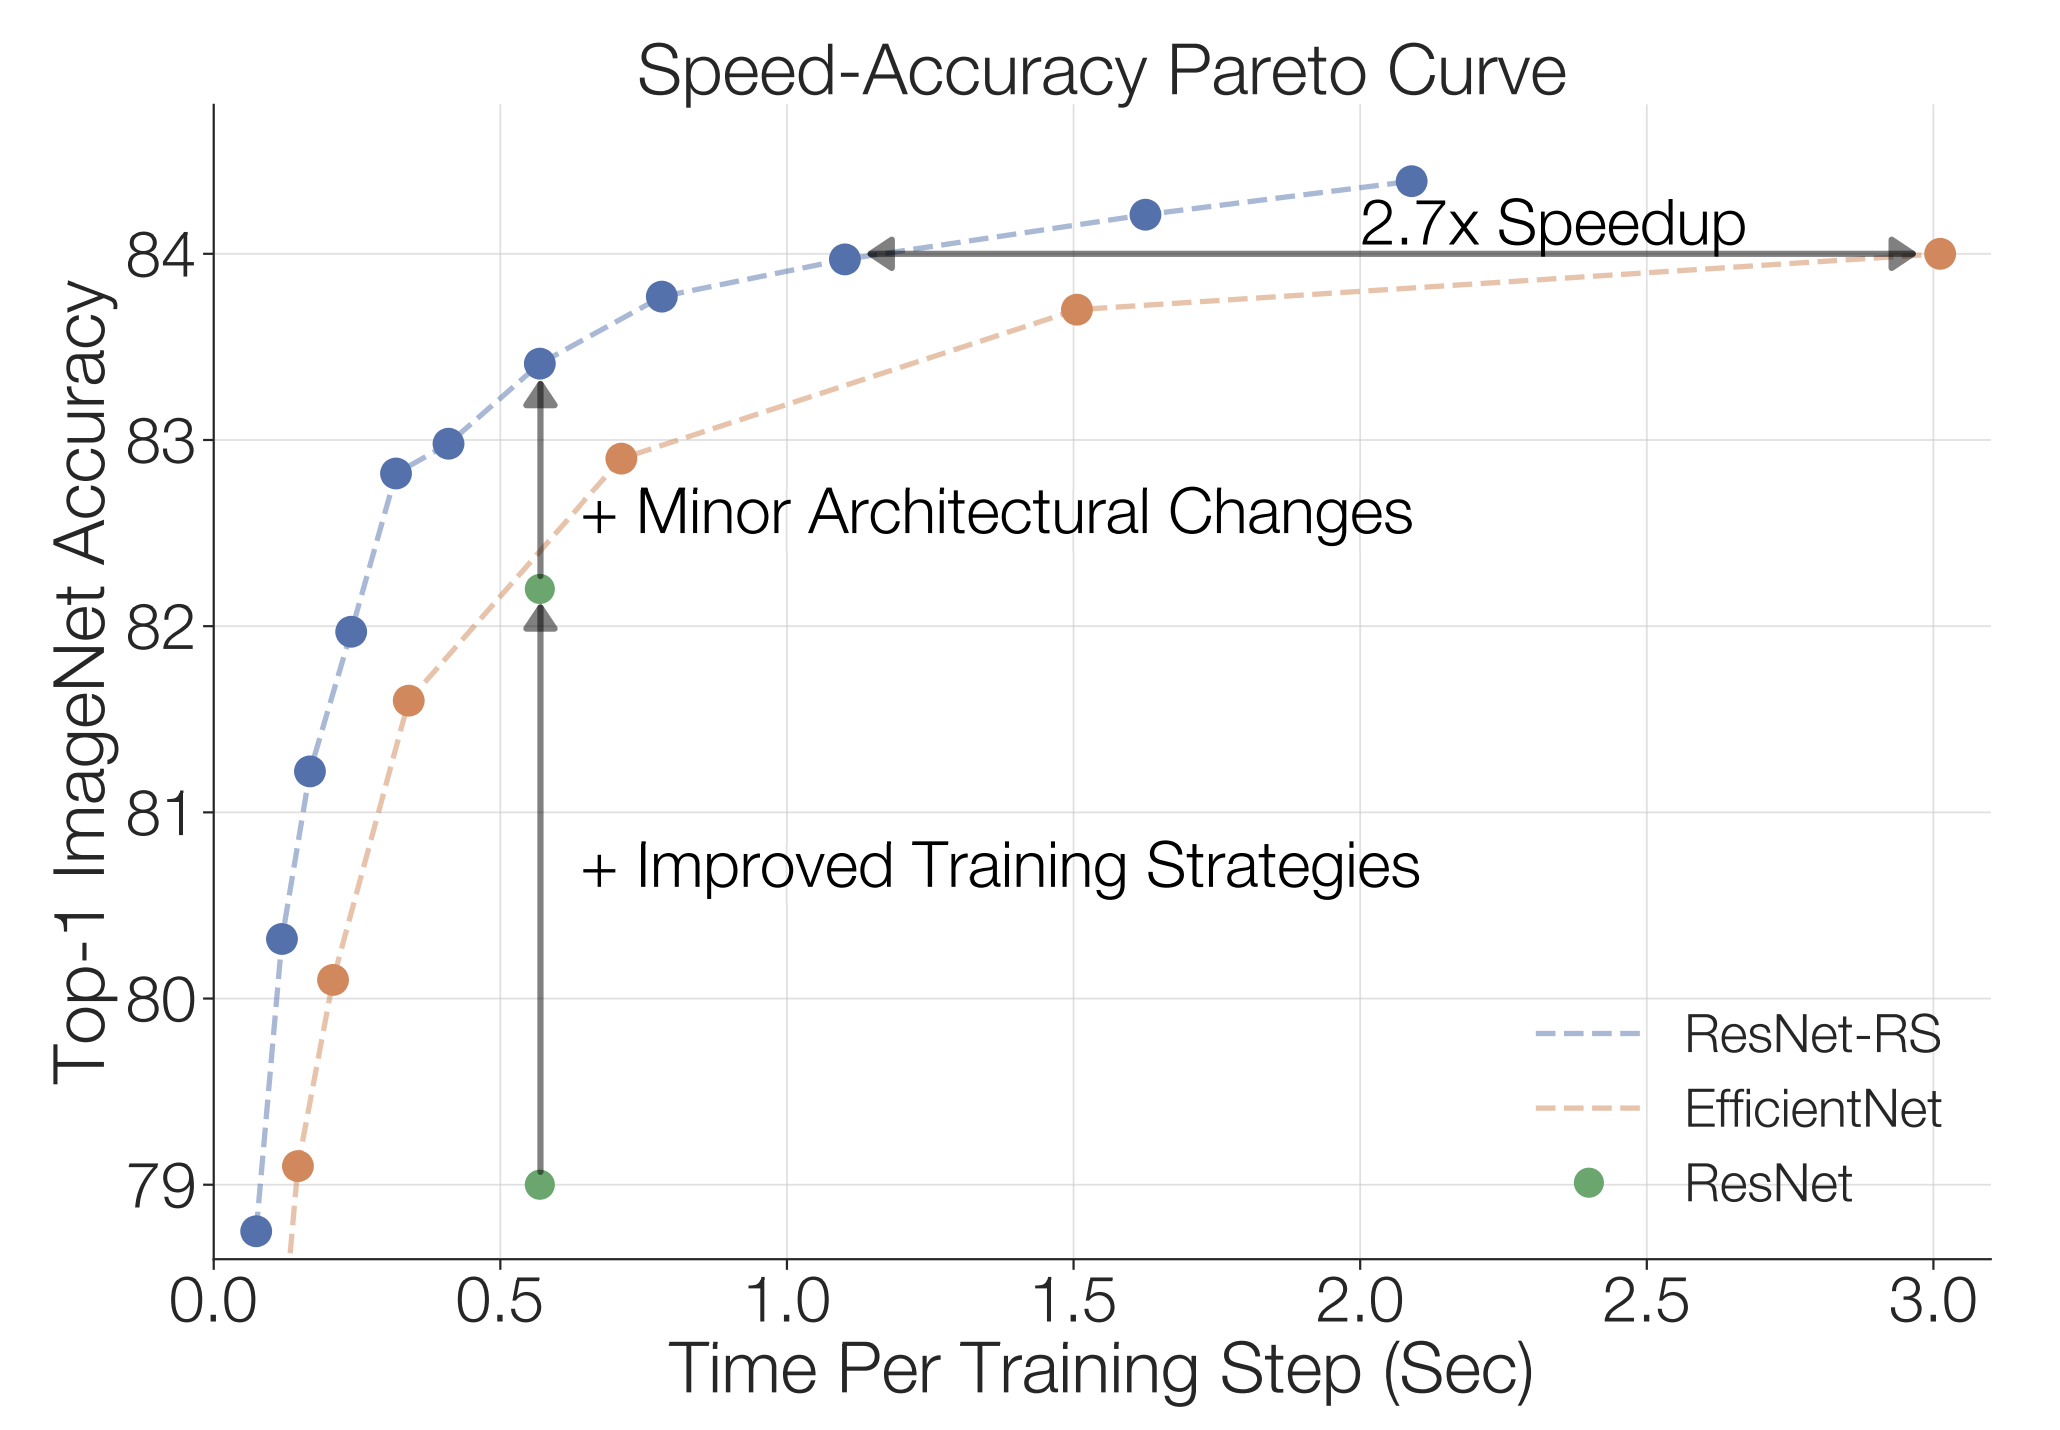 Speed-Accuracy Pareto Curve
Top-1 ImageNet Accuracy
84
83
82
81
80
79
2.7x Speedup
+ Minor Architectural Changes
+ Improved Training Strategies
ResNet-RS
EfficientNet
ResNet
0.0 0.5 1.0 1.5 2.0 2.5 3.0
Time Per Training Step (Sec)